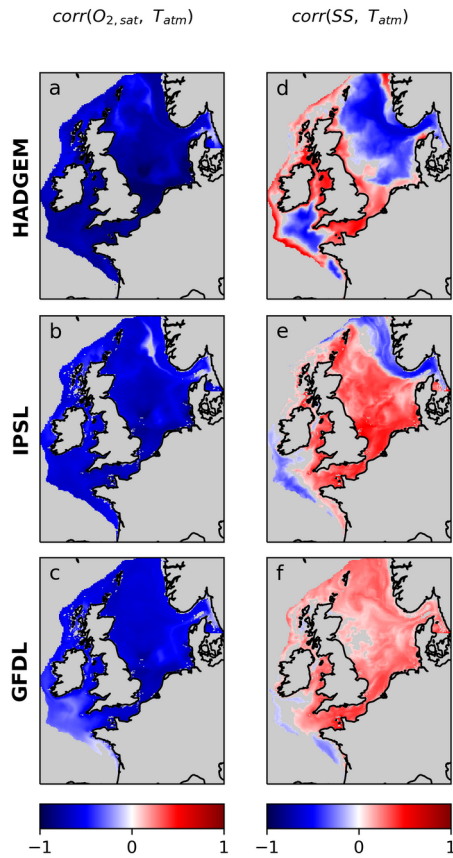 corr(O2,sat, Tatm) corr(SS, Tatm)
a d
HADGEM
b e
IPSL
c f
GFDL
−1 0 1 −1 0 1